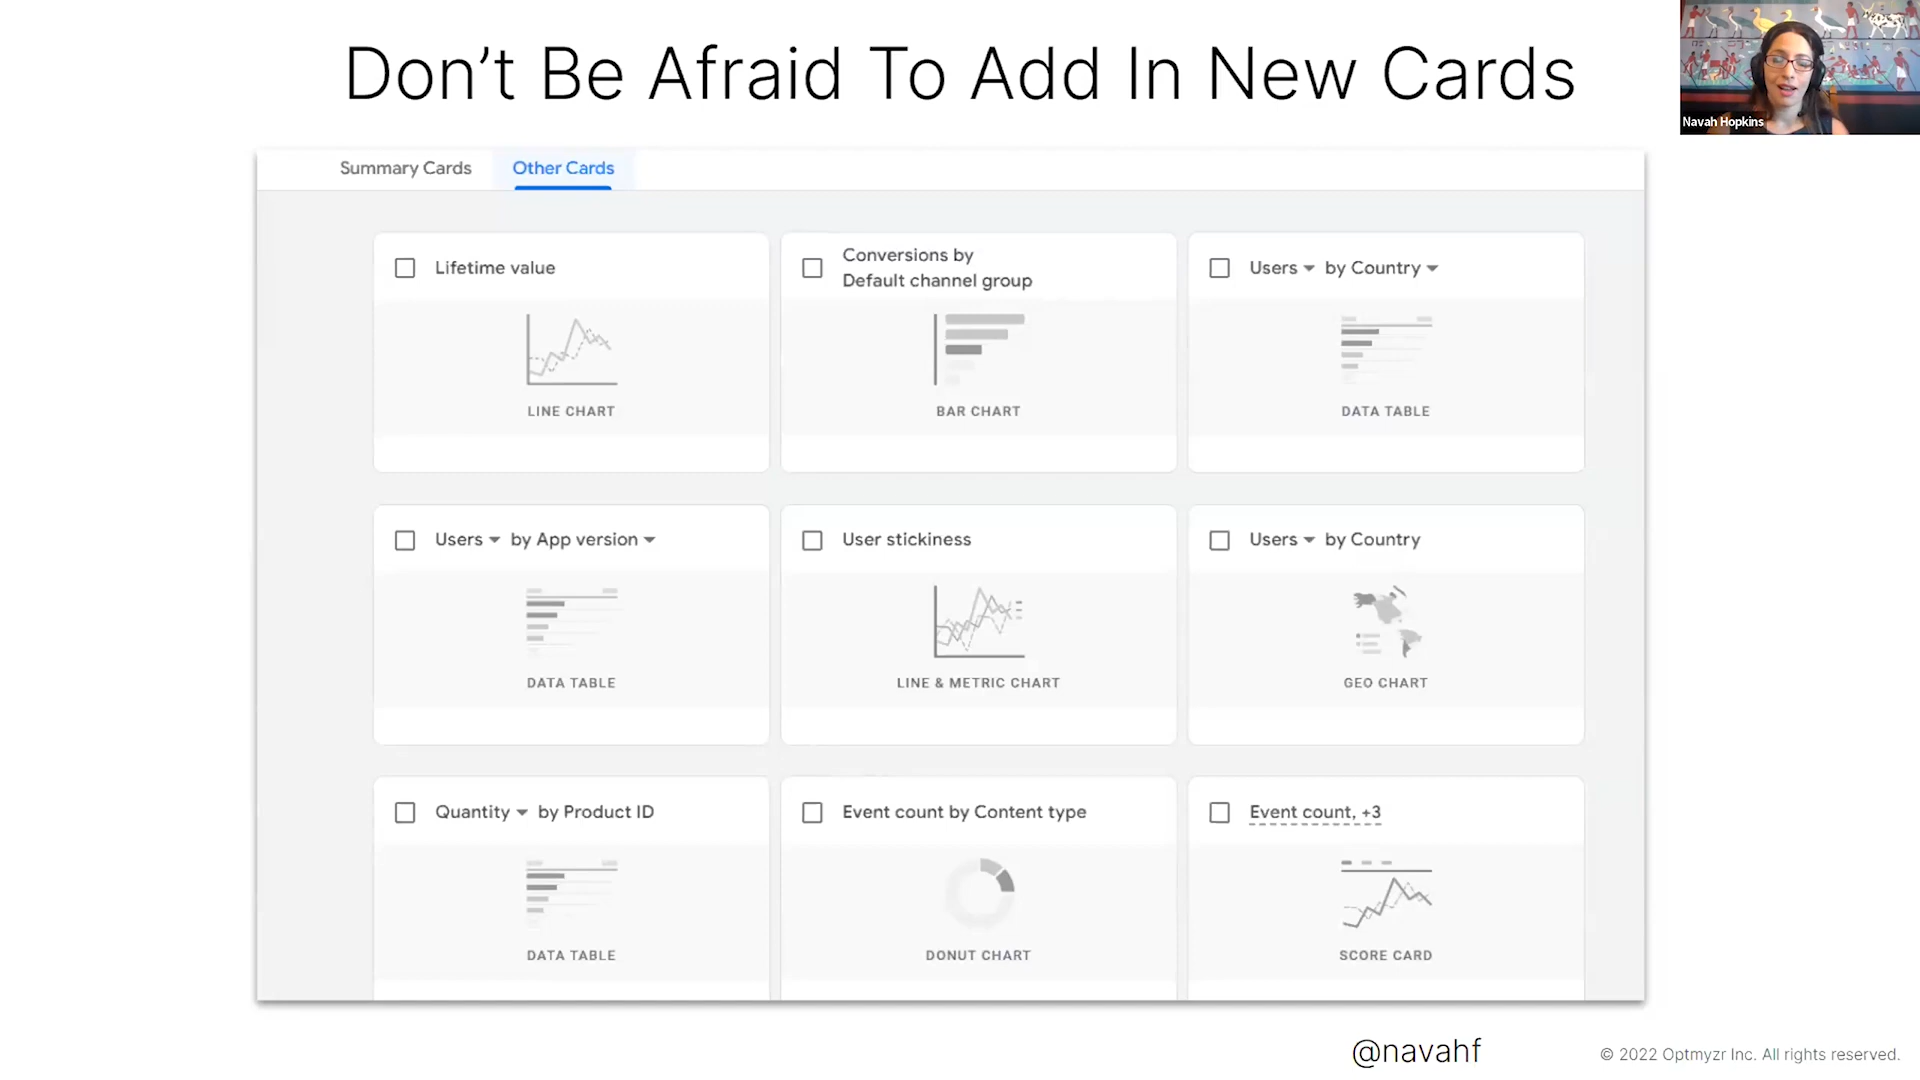 Don't Be Afraid To Add In New Cards
Navah Hopkins
Summary Cards
Other Cards
Lifetime value
LINE CHART
Conversions by
Default channel group
BAR CHART
Users by Country
DATA TABLE
Users by App version
DATA TABLE
User stickiness
LINE & METRIC CHART
Users by Country
GEO CHART
Quantity by Product ID
DATA TABLE
Event count by Content type
DONUT CHART
Event count, +3
SCORE CARD
@navahf
© 2022 Optmyzr Inc. All rights reserved.